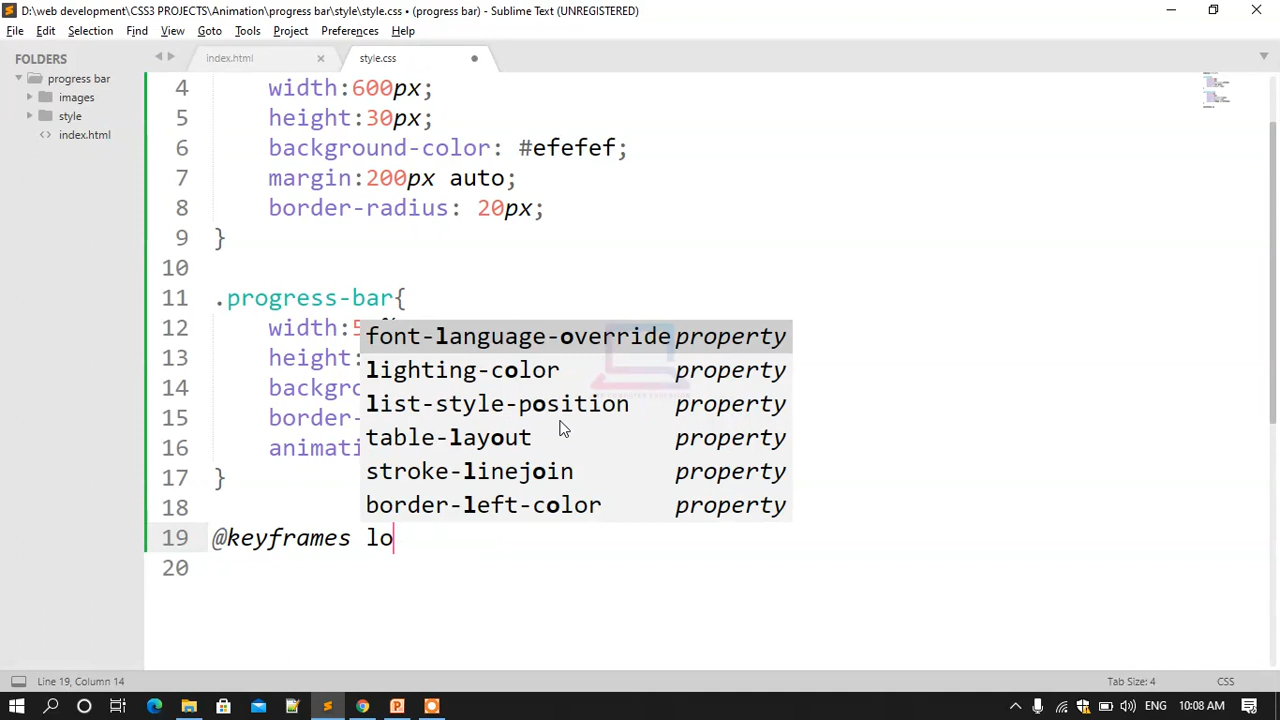 D:\web development\CSS3 PROJECTS\Animation\progress bar\style\style.css • (progress bar) - Sublime Text (UNREGISTERED)
File Edit Selection Find View Goto Tools Project Preferences Help
FOLDERS
progress bar
images
style
index.html
index.html
style.css
4 width:600px;
5 height:30px;
6 background-color: #efefef;
7 margin:200px auto;
8 border-radius: 20px;
9 }
10
11 .progress-bar{
12 width:5
13 height:
14 backgro
15 border-
16 animati
17 }
18
19 @keyframes lo
20
font-language-override property
lighting-color property
list-style-position property
table-layout property
stroke-linejoin property
border-left-color property
Line 19, Column 14
Tab Size: 4
CSS
10:08 AM